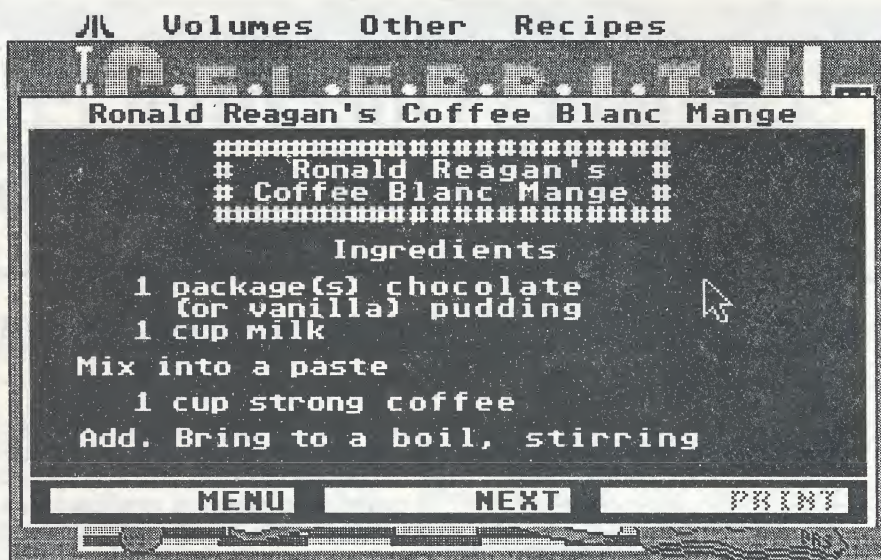 Volumes Other Recipes
C.E.L.E.B.R.I.T
Ronald Reagan's Coffee Blanc Mange
########################
# Ronald Reagan's #
# Coffee Blanc Mange #
########################
Ingredients
1 package(s) chocolate
(or vanilla) pudding
1 cup milk
Mix into a paste
1 cup strong coffee
Add. Bring to a boil, stirring
MENU NEXT PRINT